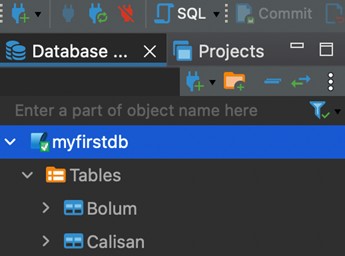 SQL Commit
Database ... Projects
Enter a part of object name here
myfirstdb
Tables
Bolum
Calisan